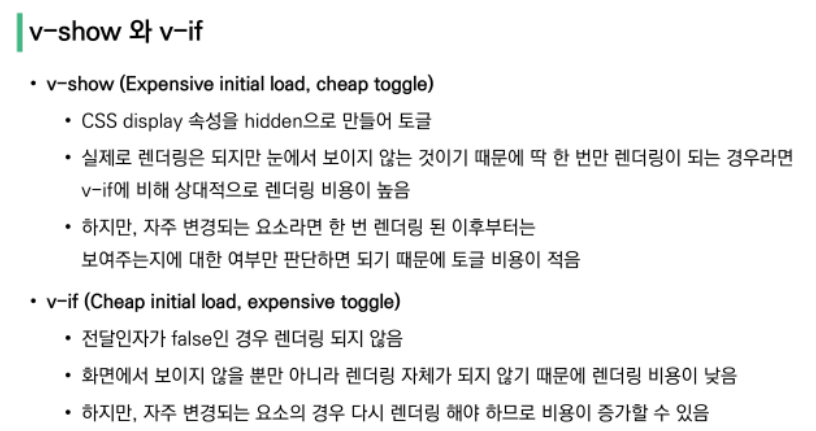 v-show 와 v-if
• v-show (Expensive initial load, cheap toggle)
• CSS display 속성을 hidden으로 만들어 토글
• 실제로 렌더링은 되지만 눈에서 보이지 않는 것이기 때문에 딱 한 번만 렌더링이 되는 경우라면
v-if에 비해 상대적으로 렌더링 비용이 높음
• 하지만, 자주 변경되는 요소라면 한 번 렌더링 된 이후부터는
보여주는지에 대한 여부만 판단하면 되기 때문에 토글 비용이 적음
• v-if (Cheap initial load, expensive toggle)
• 전달인자가 false인 경우 렌더링 되지 않음
• 화면에서 보이지 않을 뿐만 아니라 렌더링 자체가 되지 않기 때문에 렌더링 비용이 낮음
• 하지만, 자주 변경되는 요소의 경우 다시 렌더링 해야 하므로 비용이 증가할 수 있음